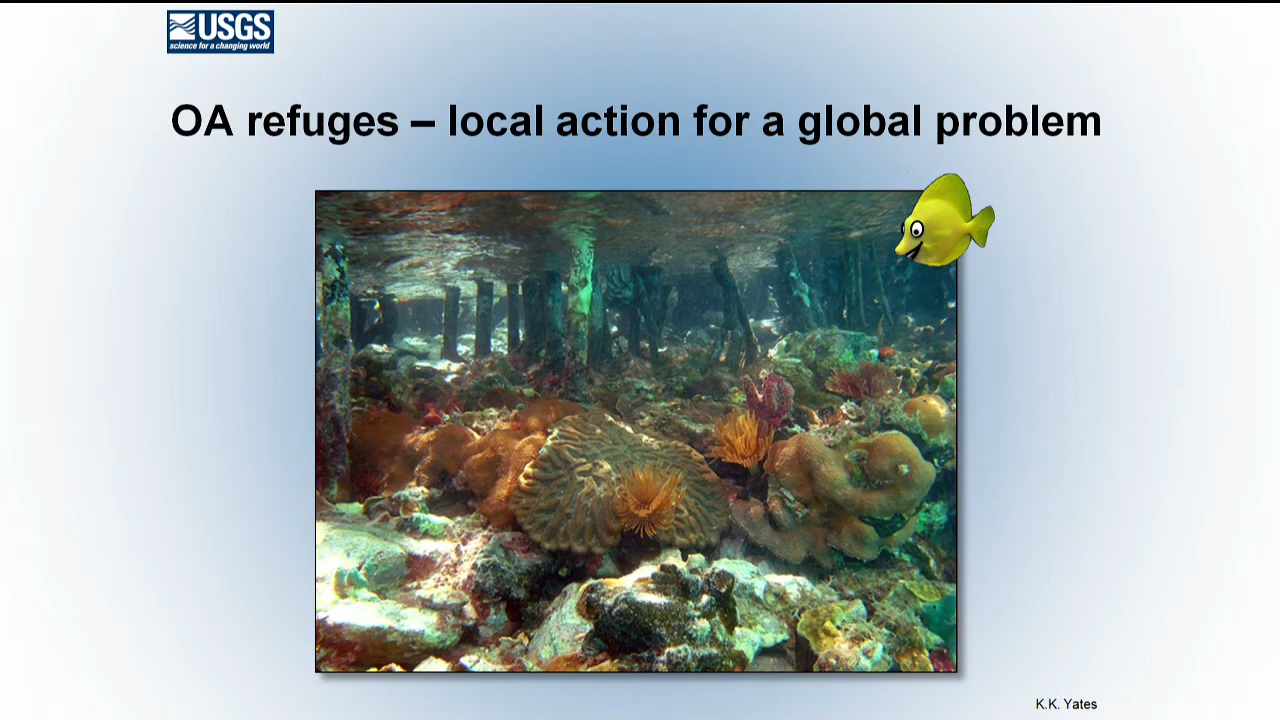 USGS
science for a changing world
OA refuges – local action for a global problem
K.K. Yates